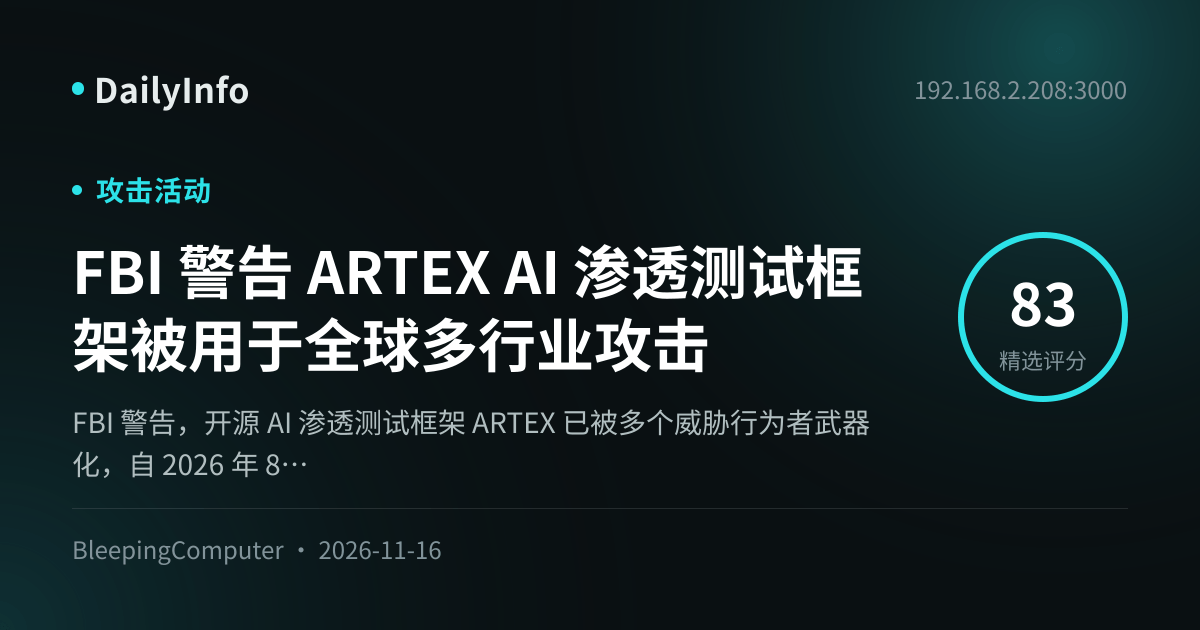 DailyInfo
192.168.2.208:3000
攻击活动
FBI 警告 ARTEX AI 渗透测试框
架被用于全球多行业攻击
83
精选评分
FBI 警告，开源 AI 渗透测试框架 ARTEX 已被多个威胁行为者武器
化，自 2026 年 8…
BleepingComputer · 2026-11-16